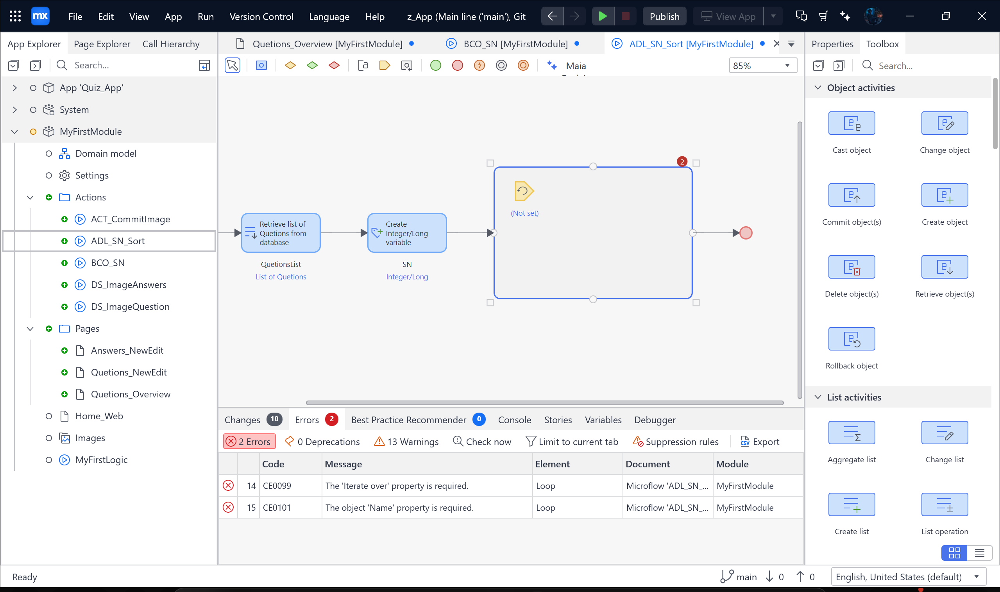 mx File Edit View App Run Version Control Language Help z_App (Main line ('main'), Git Publish View App
App Explorer Page Explorer Call Hierarchy
Search...
App 'Quiz_App'
System
MyFirstModule
Domain model
Settings
Actions
ACT_CommitImage
ADL_SN_Sort
BCO_SN
DS_ImageAnswers
DS_ImageQuestion
Pages
Answers_NewEdit
Quetions_NewEdit
Quetions_Overview
Home_Web
Images
MyFirstLogic
Quetions_Overview [MyFirstModule] BCO_SN [MyFirstModule] ADL_SN_Sort [MyFirstModule]
Maia
85%
Retrieve list of
Quetions from
database
QuetionsList
List of Quetions
Create
Integer/Long
variable
SN
Integer/Long
2
(Not set)
Changes 10 Errors 2 Best Practice Recommender 0 Console Stories Variables Debugger
2 Errors 0 Deprecations 13 Warnings Check now Limit to current tab Suppression rules CSV Export
Code Message Element Document Module
14 CE0099 The 'Iterate over' property is required. Loop Microflow 'ADL_SN_... MyFirstModule
15 CE0101 The object 'Name' property is required. Loop Microflow 'ADL_SN_... MyFirstModule
Properties Toolbox
Search...
Object activities
Cast object Change object
Commit object(s) Create object
Delete object(s) Retrieve object(s)
Rollback object
List activities
Aggregate list Change list
Create list List operation
Ready main 0 0 English, United States (default)